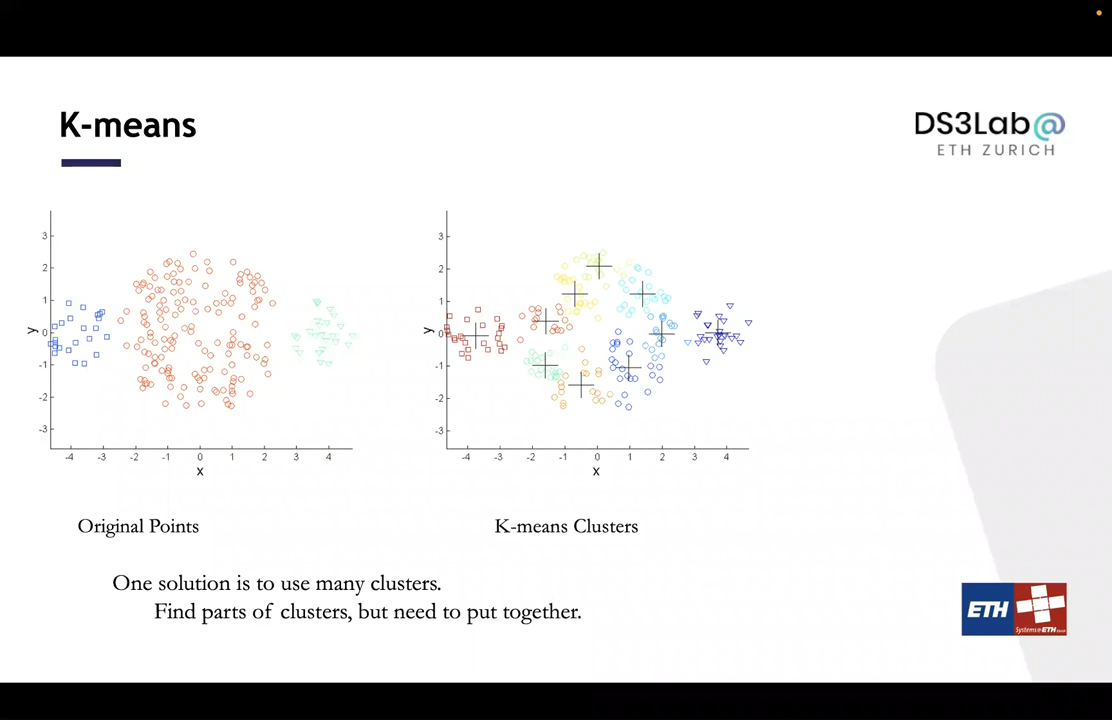 K-means
DS3Lab@
ETH ZURICH
3
2
1
0
-1
-2
-3
y
-4 -3 -2 -1 0 1 2 3 4
x
3
2
1
0
-1
-2
-3
y
-4 -3 -2 -1 0 1 2 3 4
x
Original Points
K-means Clusters
One solution is to use many clusters.
Find parts of clusters, but need to put together.
ETH
Systems@ETH